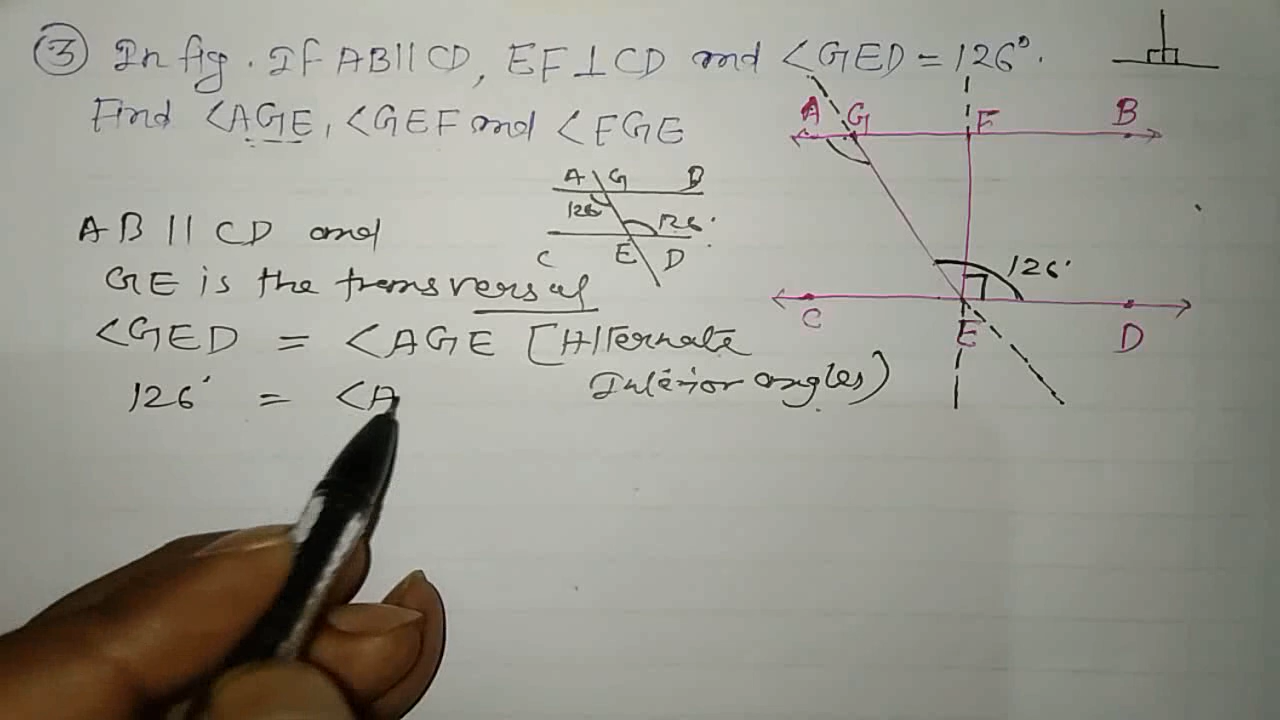 ③ In fig. If AB || CD, EF ⊥ CD and <GED = 126°.
Find <AGE, <GEF and <FGE
A G F B
A G B
126° 126°
C E D
126°
C E D
AB || CD and
GE is the transversal
<GED = <AGE [Alternate
Interior angles)
126° = <A